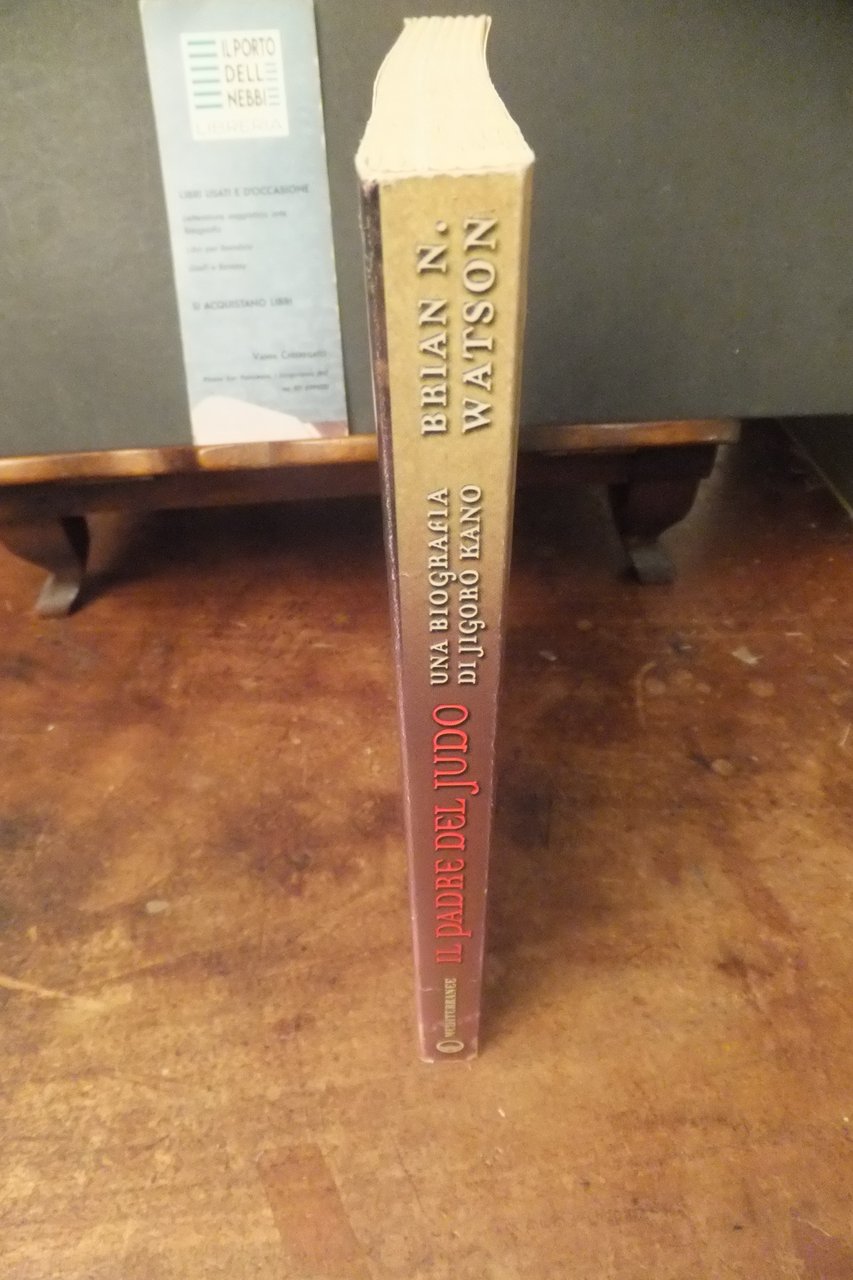 IL PORTO
DELLE
NEBBIE
LIBRERIA
LIBRI USATI E D'OCCASIONE
SI ACQUISTANO LIBRI
BRIAN N.
WATSON
UNA BIOGRAFIA
DI JIGORO KANO
IL PADRE DEL JUDO
MEDITERRANEE